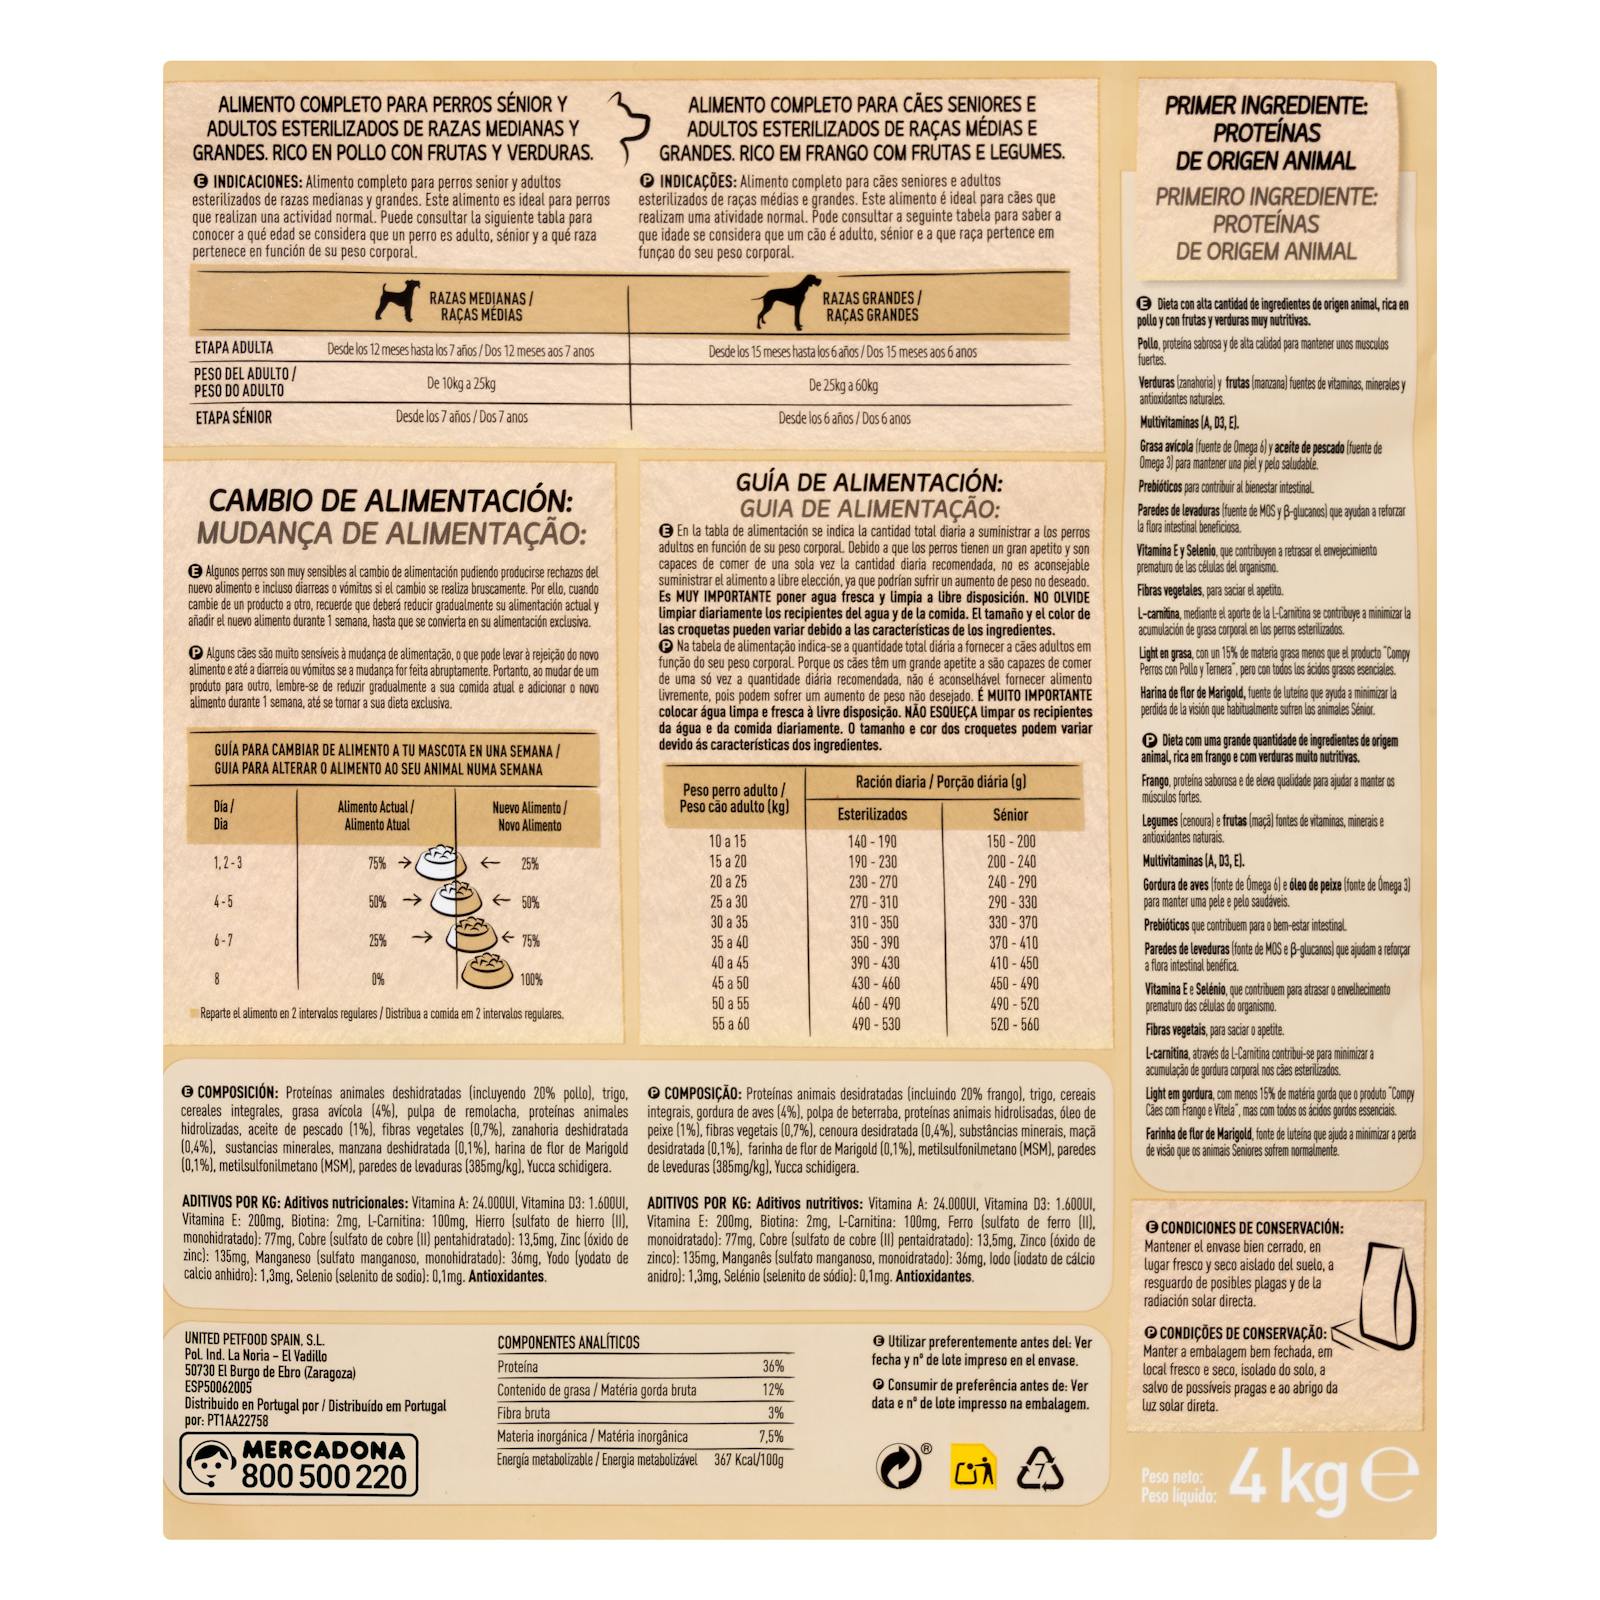 ALIMENTO COMPLETO PARA PERROS SÉNIOR Y
ADULTOS ESTERILIZADOS DE RAZAS MEDIANAS Y
GRANDES. RICO EN POLLO CON FRUTAS Y VERDURAS.
E INDICACIONES: Alimento completo para perros senior y adultos
esterilizados de razas medianas y grandes. Este alimento es ideal para perros
que realizan una actividad normal. Puede consultar la siguiente tabla para
conocer a qué edad se considera que un perro es adulto, sénior y a qué raza
pertenece en función de su peso corporal.
ALIMENTO COMPLETO PARA CÃES SENIORES E
ADULTOS ESTERILIZADOS DE RAÇAS MÉDIAS E
GRANDES. RICO EM FRANGO COM FRUTAS E LEGUMES.
P INDICAÇÕES: Alimento completo para cães seniores e adultos
esterilizados de raças médias e grandes. Este alimento é ideal para cães que
realizam uma atividade normal. Pode consultar a seguinte tabela para saber a
que idade se considera que um cão é adulto, sénior e a que raça pertence em
funçao do seu peso corporal.
RAZAS MEDIANAS /
RAÇAS MÉDIAS
RAZAS GRANDES /
RAÇAS GRANDES
ETAPA ADULTA Desde los 12 meses hasta los 7 años / Dos 12 meses aos 7 anos Desde los 15 meses hasta los 6 años / Dos 15 meses aos 6 anos
PESO DEL ADULTO /
PESO DO ADULTO De 10kg a 25kg De 25kg a 60kg
ETAPA SÉNIOR Desde los 7 años / Dos 7 anos Desde los 6 años / Dos 6 anos
CAMBIO DE ALIMENTACIÓN:
MUDANÇA DE ALIMENTAÇÃO:
E Algunos perros son muy sensibles al cambio de alimentación pudiendo producirse rechazos del
nuevo alimento e incluso diarreas o vómitos si el cambio se realiza bruscamente. Por ello, cuando
cambie de un producto a otro, recuerde que deberá reducir gradualmente su alimentación actual y
añadir el nuevo alimento durante 1 semana, hasta que se convierta en su alimentación exclusiva.
P Alguns cães são muito sensíveis à mudança de alimentação, o que pode levar à rejeição do novo
alimento e até a diarreia ou vómitos se a mudança for feita abruptamente. Portanto, ao mudar de um
produto para outro, lembre-se de reduzir gradualmente a sua comida atual e adicionar o novo
alimento durante 1 semana, até se tornar a sua dieta exclusiva.
GUÍA PARA CAMBIAR DE ALIMENTO A TU MASCOTA EN UNA SEMANA /
GUIA PARA ALTERAR O ALIMENTO AO SEU ANIMAL NUMA SEMANA
Día / Alimento Actual / Nuevo Alimento /
Dia Alimento Atual Novo Alimento
1, 2 - 3 75% 25%
4 - 5 50% 50%
6 - 7 25% 75%
8 0% 100%
Reparte el alimento en 2 intervalos regulares / Distribua a comida em 2 intervalos regulares.
GUÍA DE ALIMENTACIÓN:
GUIA DE ALIMENTAÇÃO:
E En la tabla de alimentación se indica la cantidad total diaria a suministrar a los perros
adultos en función de su peso corporal. Debido a que los perros tienen un gran apetito y son
capaces de comer de una sola vez la cantidad diaria recomendada, no es aconsejable
suministrar el alimento a libre elección, ya que podrían sufrir un aumento de peso no deseado.
Es MUY IMPORTANTE poner agua fresca y limpia a libre disposición. NO OLVIDE
limpiar diariamente los recipientes del agua y de la comida. El tamaño y el color de
las croquetas pueden variar debido a las características de los ingredientes.
P Na tabela de alimentação indica-se a quantidade total diária a fornecer a cães adultos em
função do seu peso corporal. Porque os cães têm um grande apetite a são capazes de comer
de uma só vez a quantidade diária recomendada, não é aconselhável fornecer alimento
livremente, pois podem sofrer um aumento de peso não desejado. É MUITO IMPORTANTE
colocar água limpa e fresca à livre disposição. NÃO ESQUEÇA limpar os recipientes
da água e da comida diariamente. O tamanho e cor dos croquetes podem variar
devido ás características dos ingredientes.
Peso perro adulto /
Peso cão adulto (kg)
Ración diaria / Porção diária (g)
Esterilizados Sénior
10 a 15 140 - 190 150 - 200
15 a 20 190 - 230 200 - 240
20 a 25 230 - 270 240 - 290
25 a 30 270 - 310 290 - 330
30 a 35 310 - 350 330 - 370
35 a 40 350 - 390 370 - 410
40 a 45 390 - 430 410 - 450
45 a 50 430 - 460 450 - 490
50 a 55 460 - 490 490 - 520
55 a 60 490 - 530 520 - 560
E COMPOSICIÓN: Proteínas animales deshidratadas (incluyendo 20% pollo), trigo,
cereales integrales, grasa avícola (4%), pulpa de remolacha, proteínas animales
hidrolizadas, aceite de pescado (1%), fibras vegetales (0,7%), zanahoria deshidratada
(0,4%), sustancias minerales, manzana deshidratada (0,1%), harina de flor de Marigold
(0,1%), metilsulfonilmetano (MSM), paredes de levaduras (385mg/kg), Yucca schidigera.
ADITIVOS POR KG: Aditivos nutricionales: Vitamina A: 24.000UI, Vitamina D3: 1.600UI,
Vitamina E: 200mg, Biotina: 2mg, L-Carnitina: 100mg, Hierro (sulfato de hierro (II),
monohidratado): 77mg, Cobre (sulfato de cobre (II) pentahidratado): 13,5mg, Zinc (óxido de
zinc): 135mg, Manganeso (sulfato manganoso, monohidratado): 36mg, Yodo (yodato de
calcio anhidro): 1,3mg, Selenio (selenito de sodio): 0,1mg. Antioxidantes.
P COMPOSIÇÃO: Proteínas animais desidratadas (incluindo 20% frango), trigo, cereais
integrais, gordura de aves (4%), polpa de beterraba, proteínas animais hidrolisadas, óleo de
peixe (1%), fibras vegetais (0,7%), cenoura desidratada (0,4%), substâncias minerais, maçã
desidratada (0,1%), farinha de flor de Marigold (0,1%), metilsulfonilmetano (MSM), paredes
de leveduras (385mg/kg), Yucca schidigera.
ADITIVOS POR KG: Aditivos nutritivos: Vitamina A: 24.000UI, Vitamina D3: 1.600UI,
Vitamina E: 200mg, Biotina: 2mg, L-Carnitina: 100mg, Ferro (sulfato de ferro (II),
monoidratado): 77mg, Cobre (sulfato de cobre (II) pentaidratado): 13,5mg, Zinco (óxido de
zinco): 135mg, Manganês (sulfato manganoso, monoidratado): 36mg, Iodo (iodato de cálcio
anidro): 1,3mg, Selénio (selenito de sódio): 0,1mg. Antioxidantes.
UNITED PETFOOD SPAIN, S.L.
Pol. Ind. La Noria - El Vadillo
50730 El Burgo de Ebro (Zaragoza)
ESP50062005
Distribuido en Portugal por / Distribuído em Portugal
por: PT1AA22758
MERCADONA
800 500 220
COMPONENTES ANALÍTICOS
Proteína 36%
Contenido de grasa / Matéria gorda bruta 12%
Fibra bruta 3%
Materia inorgánica / Matéria inorgânica 7,5%
Energía metabolizable / Energia metabolizável 367 Kcal/100g
E Utilizar preferentemente antes del: Ver
fecha y nº de lote impreso en el envase.
P Consumir de preferência antes de: Ver
data e nº de lote impresso na embalagem.
®
7
PRIMER INGREDIENTE:
PROTEÍNAS
DE ORIGEN ANIMAL
PRIMEIRO INGREDIENTE:
PROTEÍNAS
DE ORIGEM ANIMAL
E Dieta con alta cantidad de ingredientes de origen animal, rica en
pollo y con frutas y verduras muy nutritivas.
Pollo, proteína sabrosa y de alta calidad para mantener unos musculos
fuertes.
Verduras (zanahoria) y frutas (manzana) fuentes de vitaminas, minerales y
antioxidantes naturales.
Multivitaminas (A, D3, E).
Grasa avícola (fuente de Omega 6) y aceite de pescado (fuente de
Omega 3) para mantener una piel y pelo saludable.
Prebióticos para contribuir al bienestar intestinal.
Paredes de levaduras (fuente de MOS y β-glucanos) que ayudan a reforzar
la flora intestinal beneficiosa.
Vitamina E y Selenio, que contribuyen a retrasar el envejecimiento
prematuro de las células del organismo.
Fibras vegetales, para saciar el apetito.
L-carnitina, mediante el aporte de la L-Carnitina se contribuye a minimizar la
acumulación de grasa corporal en los perros esterilizados.
Light en grasa, con un 15% de materia grasa menos que el producto "Compy
Perros con Pollo y Ternera", pero con todos los ácidos grasos esenciales.
Harina de flor de Marigold, fuente de luteína que ayuda a minimizar la
perdida de la visión que habitualmente sufren los animales Sénior.
P Dieta com uma grande quantidade de ingredientes de origem
animal, rica em frango e com verduras muito nutritivas.
Frango, proteína saborosa e de eleva qualidade para ajudar a manter os
músculos fortes.
Legumes (cenoura) e frutas (maçã) fontes de vitaminas, minerais e
antioxidantes naturais.
Multivitaminas (A, D3, E).
Gordura de aves (fonte de Ómega 6) e óleo de peixe (fonte de Ómega 3)
para manter uma pele e pelo saudáveis.
Prebióticos que contribuem para o bem-estar intestinal.
Paredes de leveduras (fonte de MOS e β-glucanos) que ajudam a reforçar
a flora intestinal benéfica.
Vitamina E e Selénio, que contribuem para atrasar o envelhecimento
prematuro das células do organismo.
Fibras vegetais, para saciar o apetite.
L-carnitina, através da L-Carnitina contribui-se para minimizar a
acumulação de gordura corporal nos cães esterilizados.
Light em gordura, com menos 15% de matéria gorda que o produto "Compy
Cães com Frango e Vitela", mas com todos os ácidos gordos essenciais.
Farinha de flor de Marigold, fonte de luteína que ajuda a minimizar a perda
de visão que os animais Seniores sofrem normalmente.
E CONDICIONES DE CONSERVACIÓN:
Mantener el envase bien cerrado, en
lugar fresco y seco aislado del suelo, a
resguardo de posibles plagas y de la
radiación solar directa.
P CONDIÇÕES DE CONSERVAÇÃO:
Manter a embalagem bem fechada, em
local fresco e seco, isolado do solo, a
salvo de possíveis pragas e ao abrigo da
luz solar direta.
Peso neto:
Peso líquido: 4 kg e